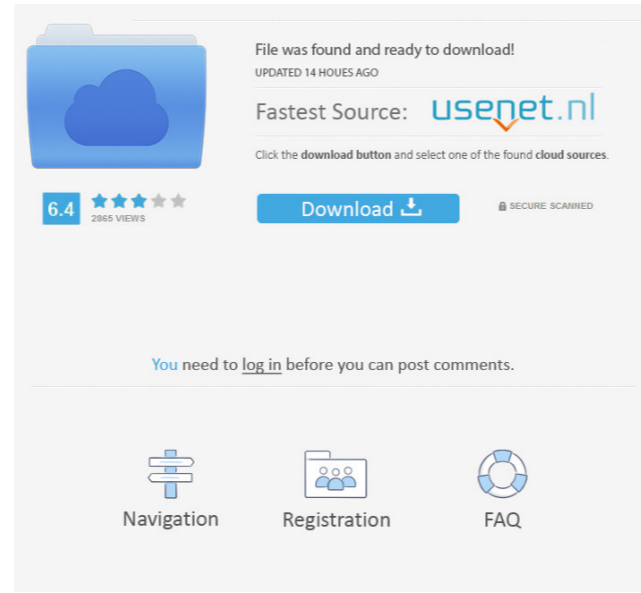 File was found and ready to download!
UPDATED 14 HOUES AGO
Fastest Source: usenet.nl
Click the download button and select one of the found cloud sources.
6.4
2865 VIEWS
Download
SECURE SCANNED
You need to log in before you can post comments.
Navigation
Registration
FAQ